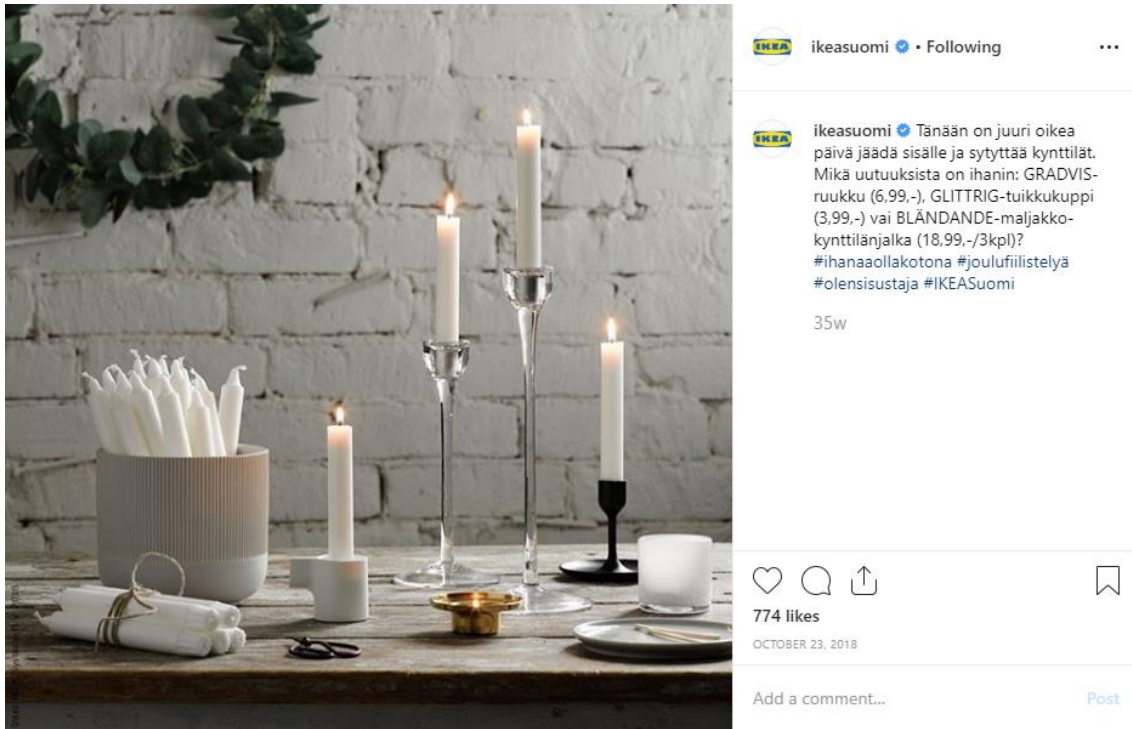 IKEA
ikeasuomi • Following
IKEA
ikeasuomi Tänään on juuri oikea
päivä jäädä sisälle ja sytyttää kynttilät.
Mikä uutuuksista on ihanin: GRADVIS-
ruukku (6,99,-), GLITTRIG-tuikkukuppi
(3,99,-) vai BLÄNDANDE-maljakko-
kynttilänjalka (18,99,-/3kpl)?
#ihanaaollakotona #joulufiilistelyä
#olensisustaja #IKEASuomi
35w
774 likes
OCTOBER 23, 2018
Add a comment... Post